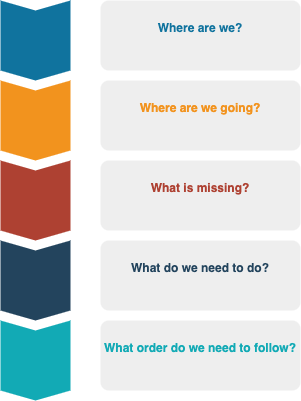 Where are we?
Where are we going?
What is missing?
What do we need to do?
What order do we need to follow?